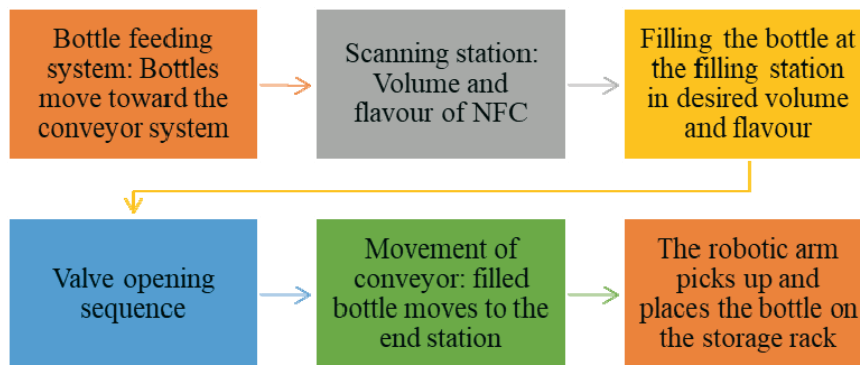 Bottle feeding
system: Bottles
move toward the
conveyor system
Scanning station:
Volume and
flavour of NFC
Filling the bottle at
the filling station
in desired volume
and flavour
Valve opening
sequence
Movement of
conveyor: filled
bottle moves to the
end station
The robotic arm
picks up and
places the bottle on
the storage rack